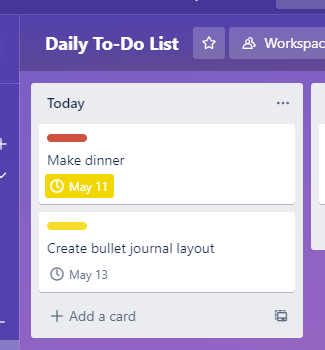 Daily To-Do List
Workspac
Today
Make dinner
May 11
Create bullet journal layout
May 13
Add a card